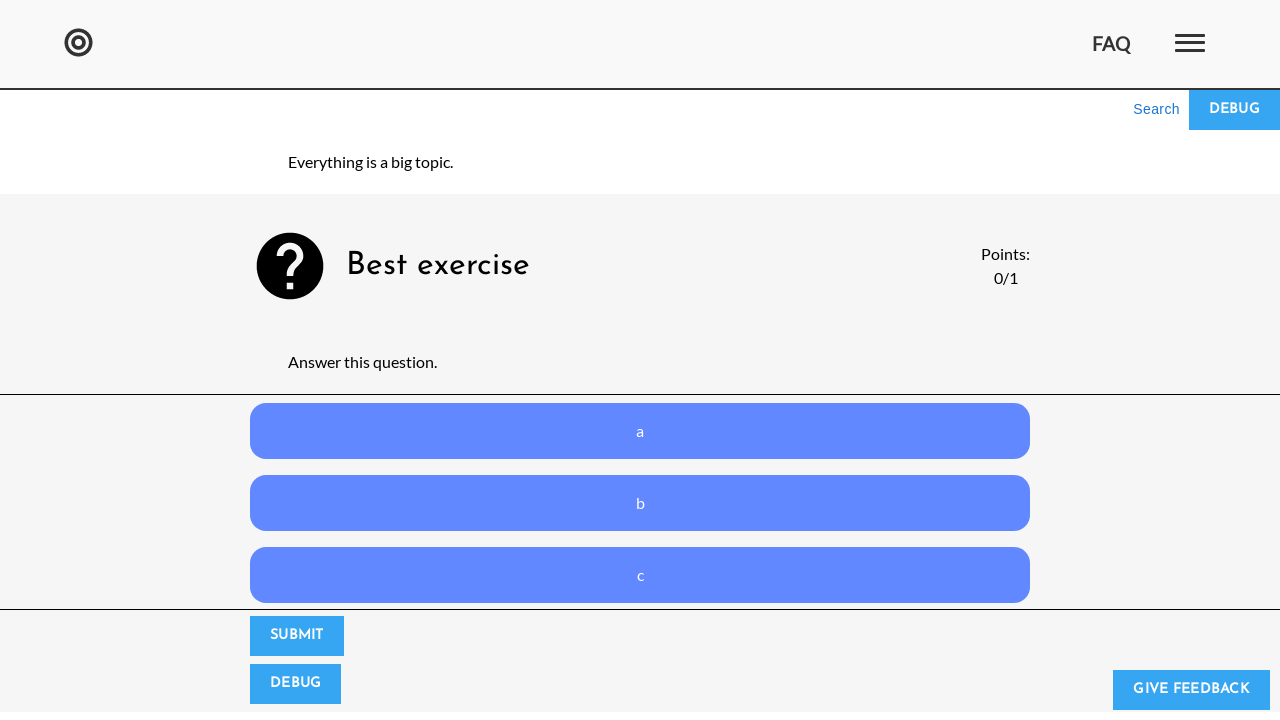 FAQ
Search
DEBUG
Everything is a big topic.
Best exercise
Points:
0/1
Answer this question.
a
b
c
SUBMIT
DEBUG
GIVE FEEDBACK